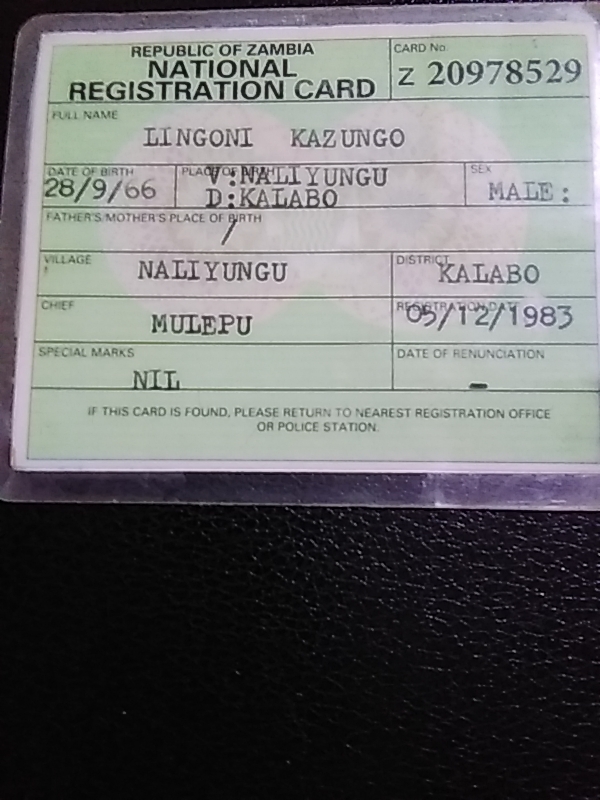 REPUBLIC OF ZAMBIA
NATIONAL
REGISTRATION CARD
CARD No.
Z 20978529
FULL NAME
LINGONI KAZUNGO
DATE OF BIRTH
28/9/66
PLACE OF BIRTH
V:NALIYUNGU
D:KALABO
SEX
MALE:
FATHER'S/MOTHER'S PLACE OF BIRTH
/
VILLAGE
NALIYUNGU
DISTRICT
KALABO
CHIEF
MULEPU
REGISTRATION DATE
05/12/1983
SPECIAL MARKS
NIL
DATE OF RENUNCIATION
-
IF THIS CARD IS FOUND, PLEASE RETURN TO NEAREST REGISTRATION OFFICE
OR POLICE STATION.